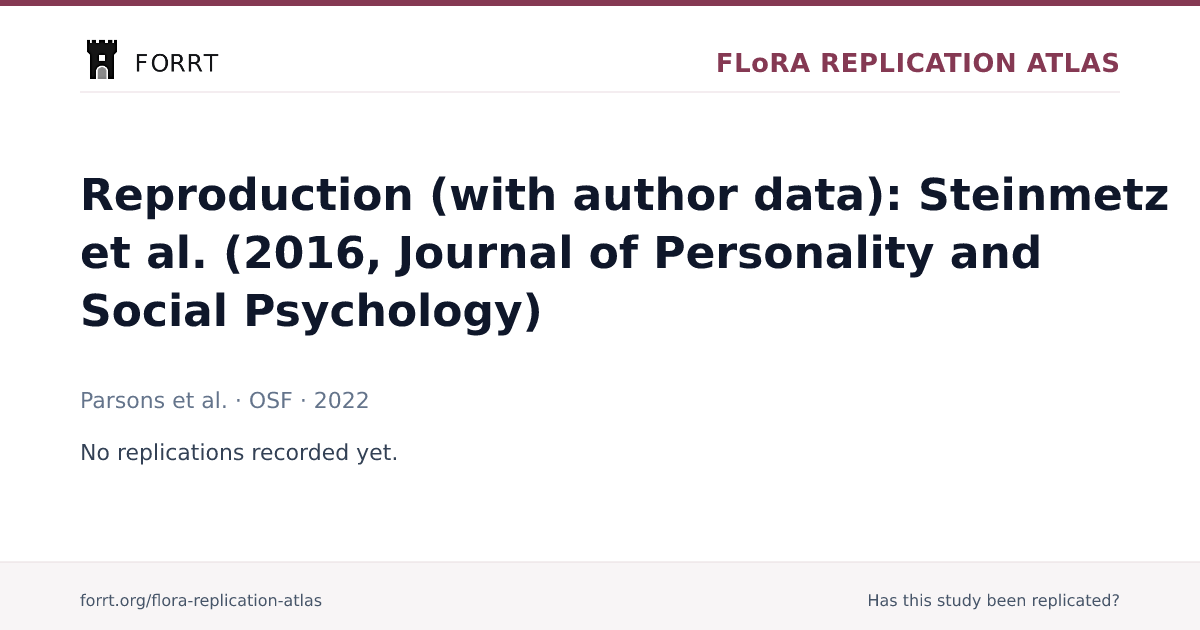 FORRT
FLoRA REPLICATION ATLAS
Reproduction (with author data): Steinmetz
et al. (2016, Journal of Personality and
Social Psychology)
Parsons et al. · OSF · 2022
No replications recorded yet.
forrt.org/flora-replication-atlas
Has this study been replicated?